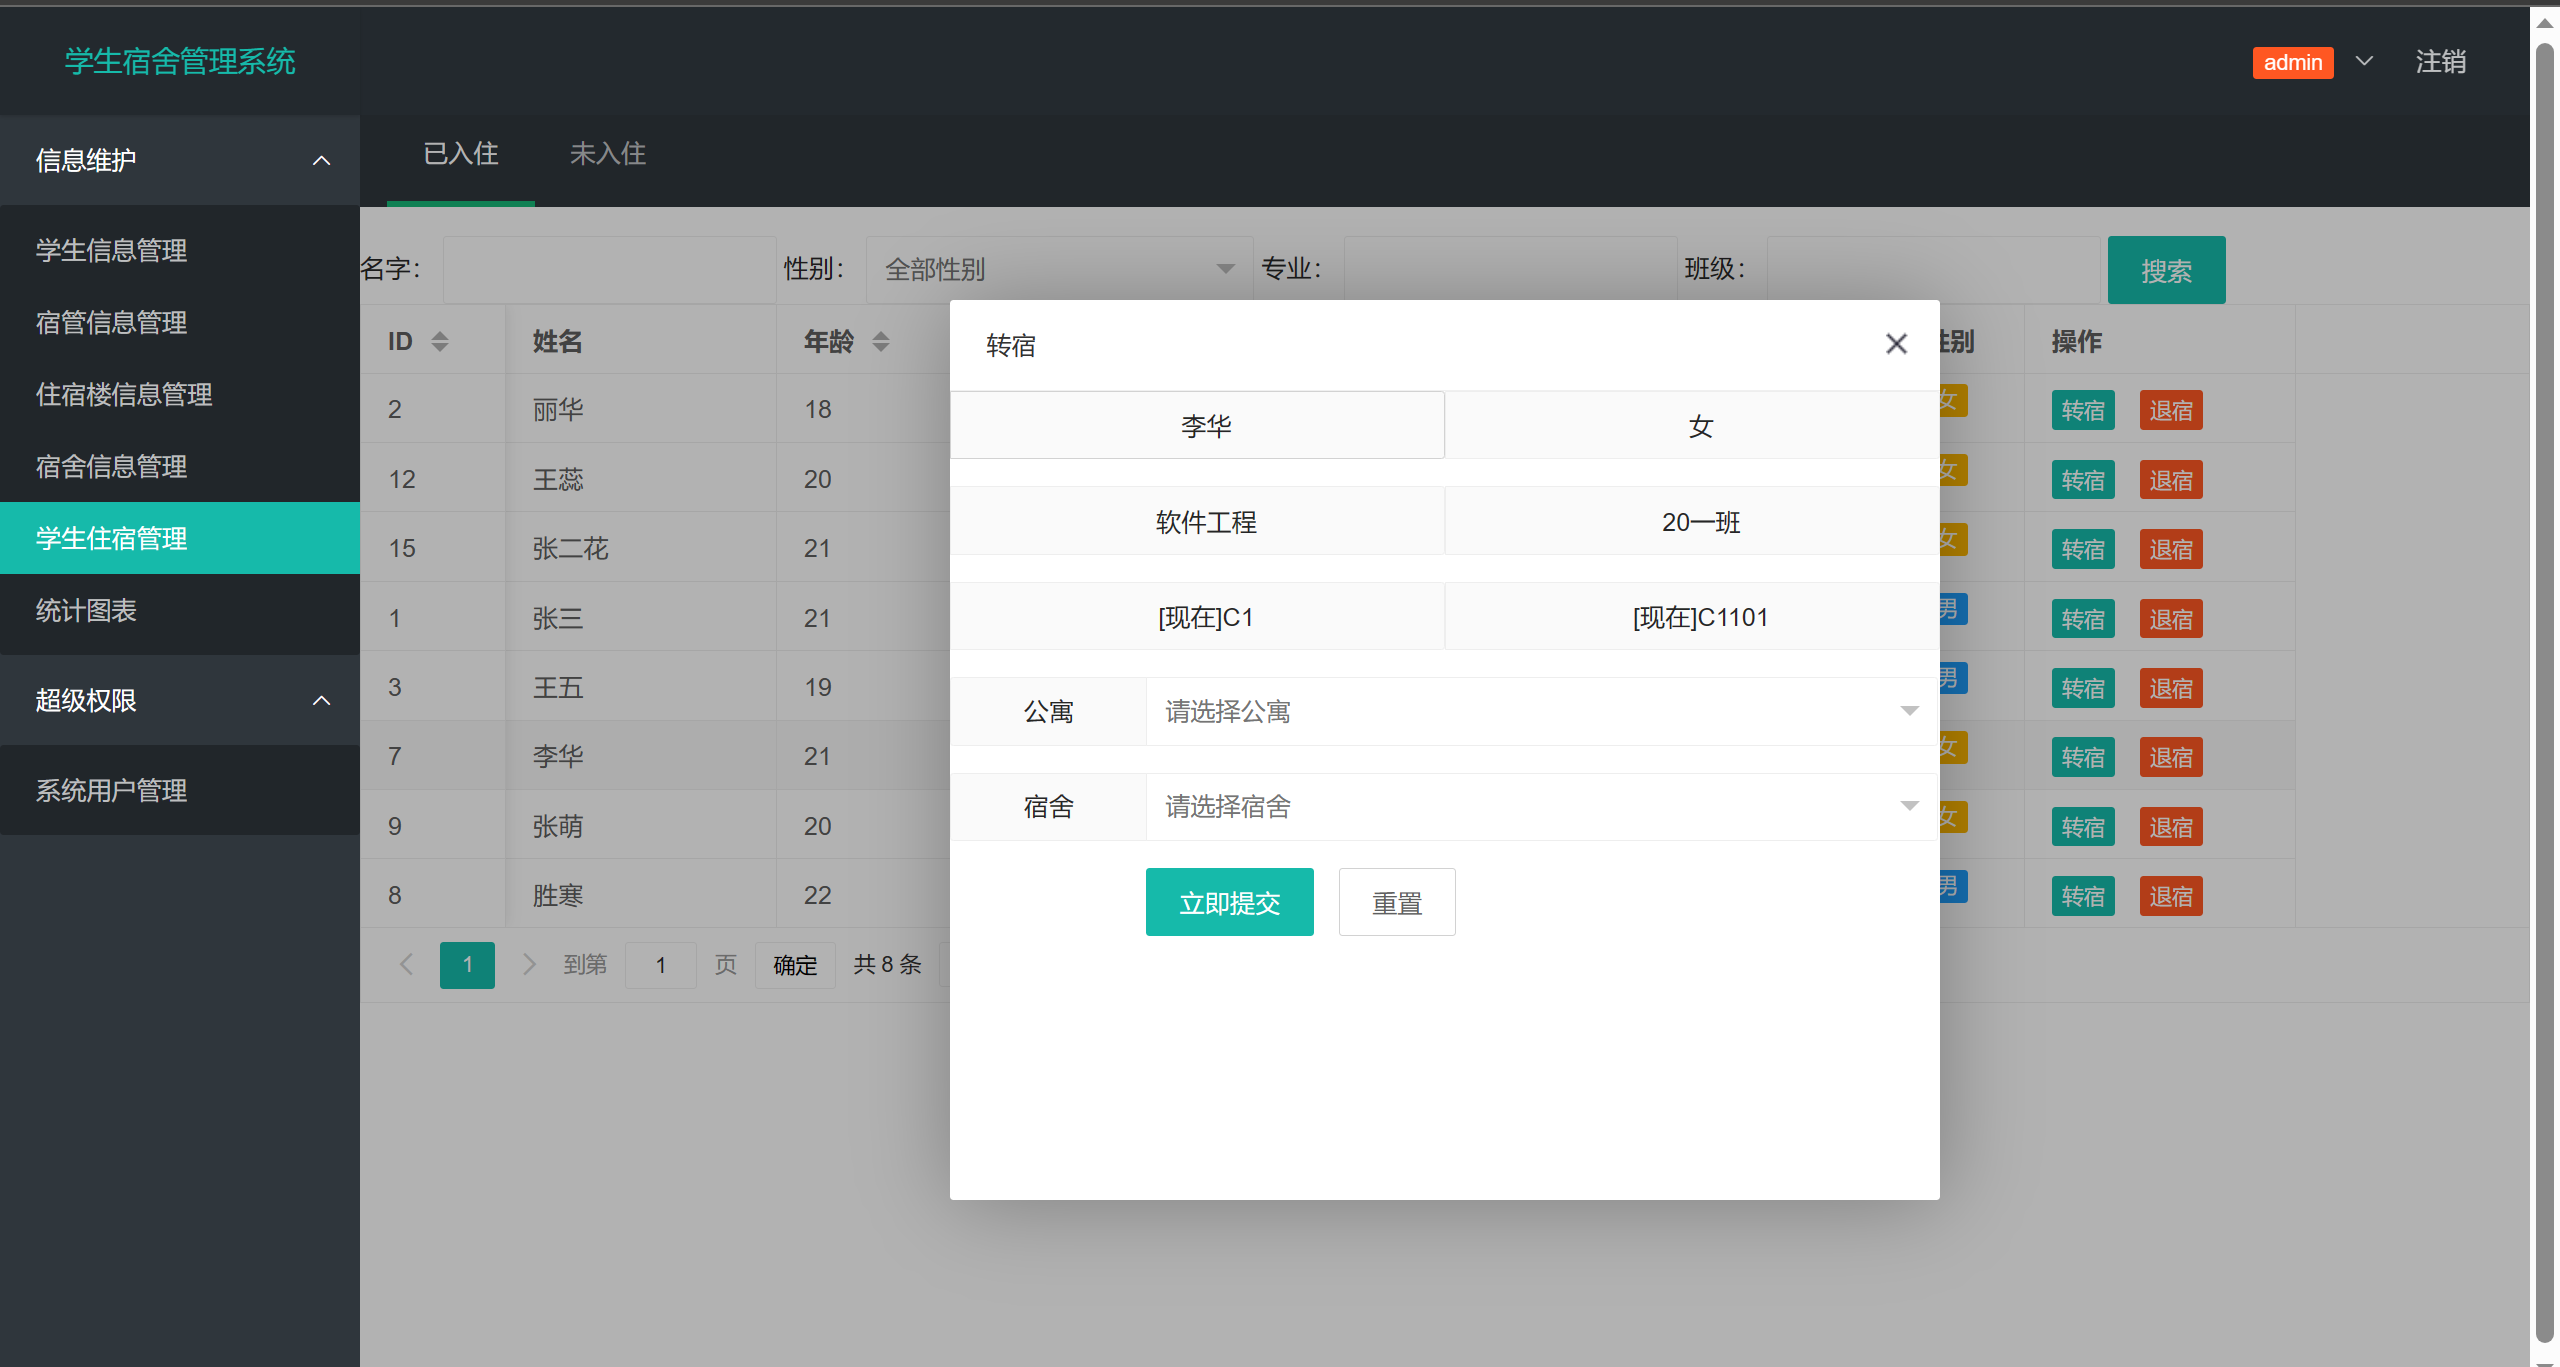 学生宿舍管理系统
admin
注销
信息维护
学生信息管理
宿管信息管理
住宿楼信息管理
宿舍信息管理
学生住宿管理
统计图表
超级权限
系统用户管理
已入住 未入住
名字： 性别： 全部性别 专业： 班级： 搜索
ID 姓名 年龄 性别 操作
2 丽华 18 女 转宿 退宿
12 王蕊 20 女 转宿 退宿
15 张二花 21 女 转宿 退宿
1 张三 21 男 转宿 退宿
3 王五 19 男 转宿 退宿
7 李华 21 女 转宿 退宿
9 张萌 20 女 转宿 退宿
8 胜寒 22 男 转宿 退宿
1 到第 1 页 确定 共 8 条
转宿
李华 女
软件工程 20一班
[现在]C1 [现在]C1101
公寓 请选择公寓
宿舍 请选择宿舍
立即提交 重置